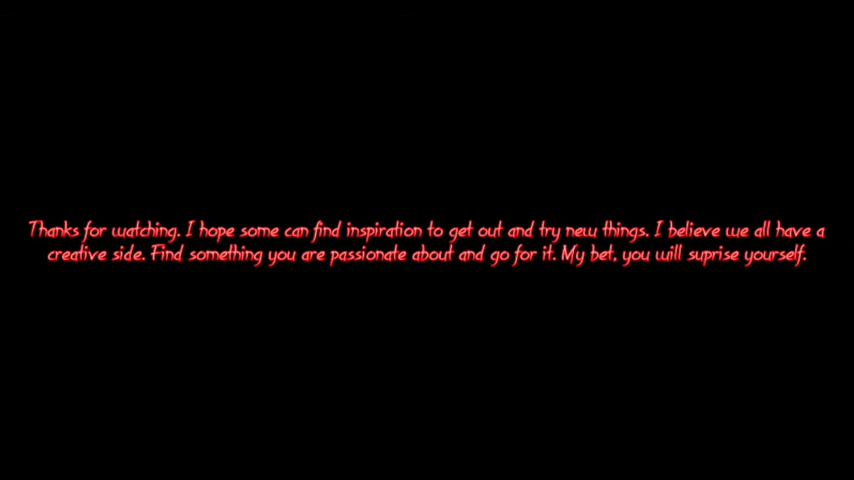 Thanks for watching. I hope some can find inspiration to get out and try new things. I believe we all have a
creative side. Find something you are passionate about and go for it. My bet, you will suprise yourself.